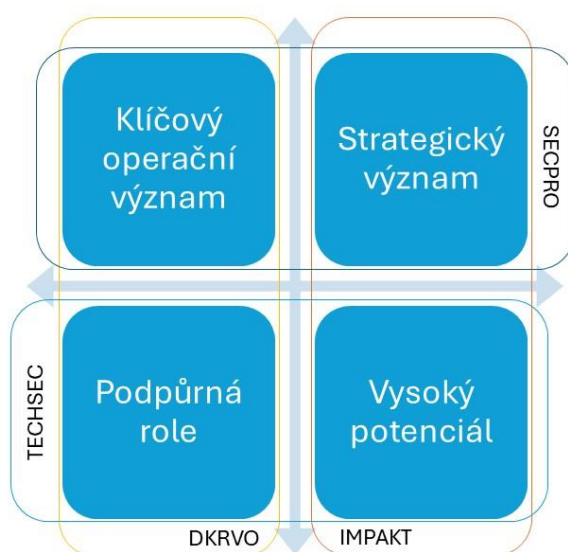 Klíčový
operační
význam
Strategický
význam
SECPRO
TECHSEC
Podpůrná
role
Vysoký
potenciál
DKRVO
IMPAKT